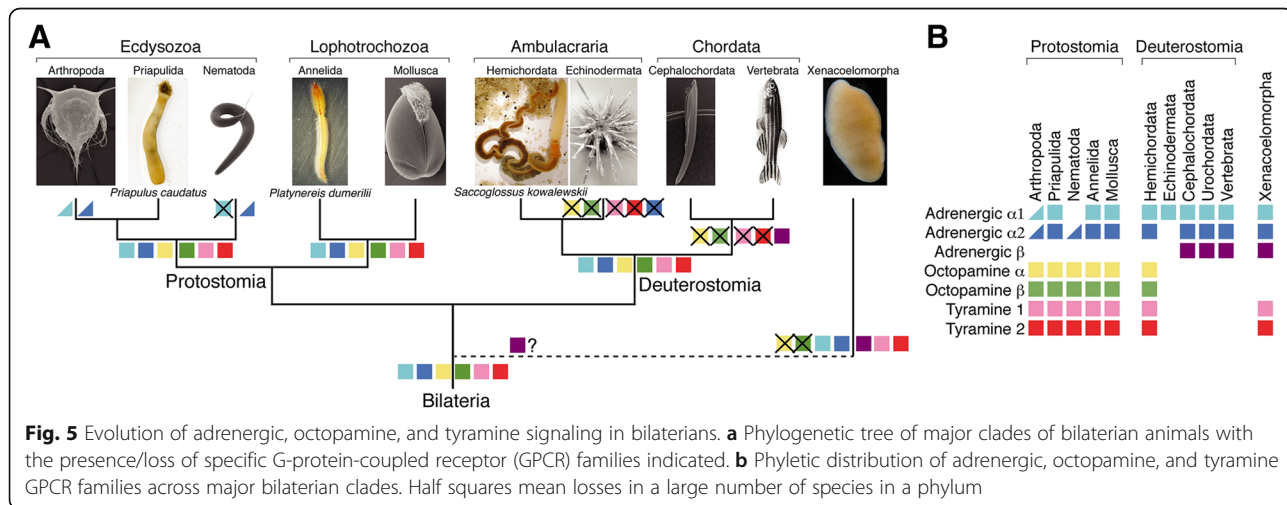 A
Ecdysozoa Lophotrochozoa Ambulacraria Chordata
Arthropoda Priapulida Nematoda Annelida Mollusca Hemichordata Echinodermata Cephalochordata Vertebrata Xenacoelomorpha
Priapulus caudatus Platynereis dumerilii Saccoglossus kowalewskii
Protostomia Deuterostomia
?
Bilateria
B
Protostomia Deuterostomia
Arthropoda Priapulida Nematoda Annelida Mollusca Hemichordata Echinodermata Cephalochordata Urochordata Vertebrata Xenacoelomorpha
Adrenergic α1
Adrenergic α2
Adrenergic β
Octopamine α
Octopamine β
Tyramine 1
Tyramine 2
Fig. 5 Evolution of adrenergic, octopamine, and tyramine signaling in bilaterians. a Phylogenetic tree of major clades of bilaterian animals with
the presence/loss of specific G-protein-coupled receptor (GPCR) families indicated. b Phyletic distribution of adrenergic, octopamine, and tyramine
GPCR families across major bilaterian clades. Half squares mean losses in a large number of species in a phylum